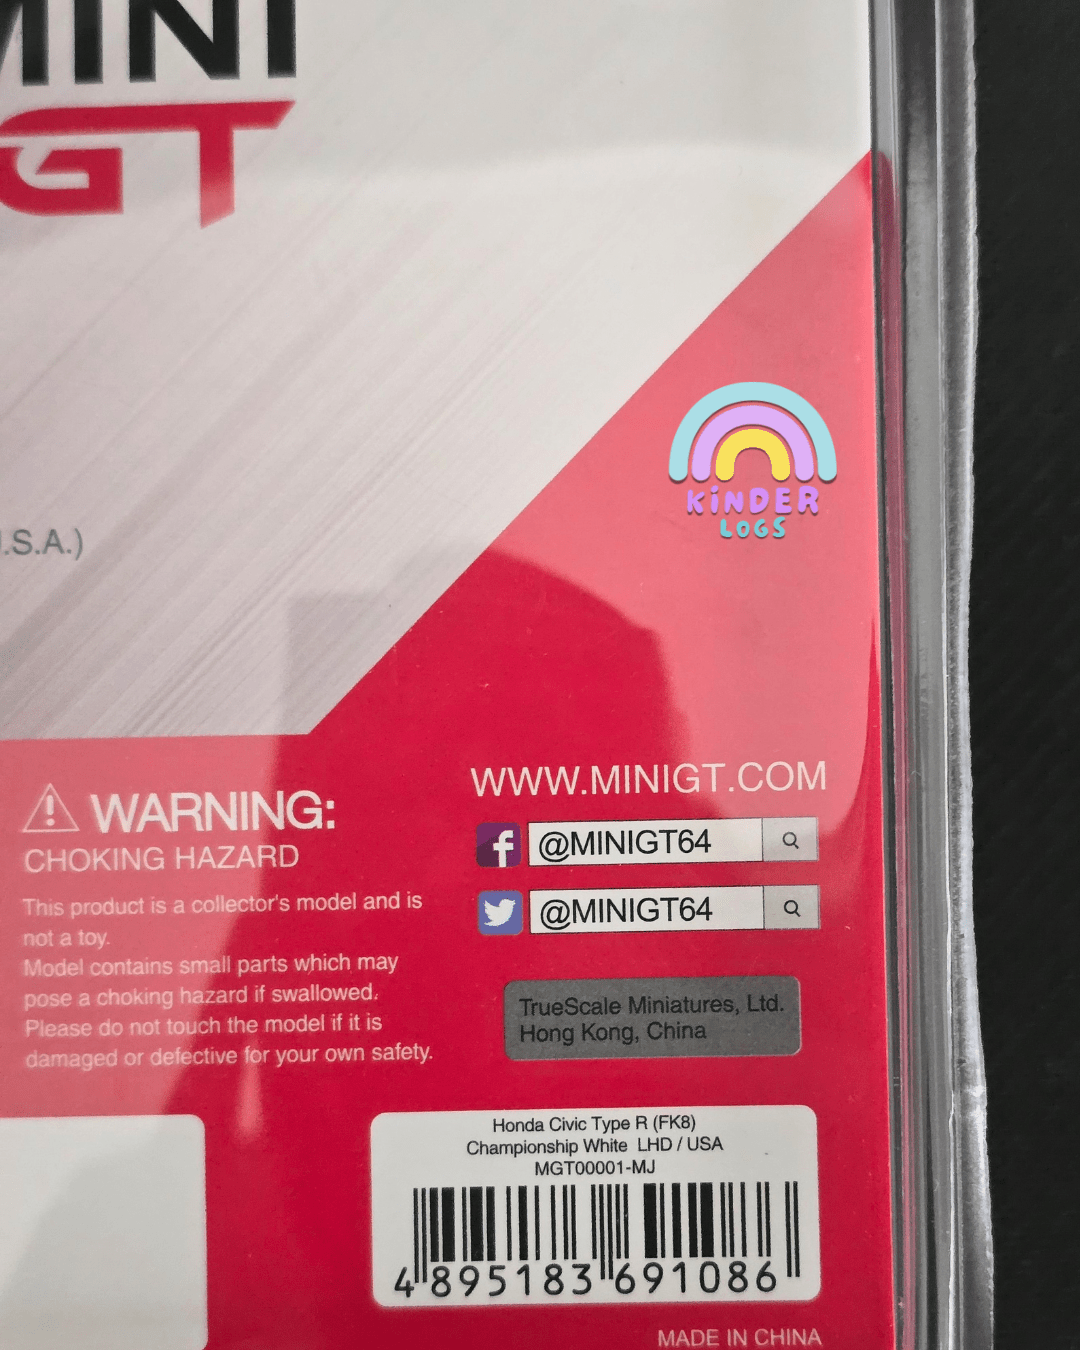 MINI
GT
.S.A.)
KiNDER
LOGS
WWW.MINIGT.COM
@MINIGT64
@MINIGT64
WARNING:
CHOKING HAZARD
This product is a collector's model and is
not a toy.
Model contains small parts which may
pose a choking hazard if swallowed.
Please do not touch the model if it is
damaged or defective for your own safety.
TrueScale Miniatures, Ltd.
Hong Kong, China
Honda Civic Type R (FK8)
Championship White LHD / USA
MGT00001-MJ
4 895183 691086
MADE IN CHINA